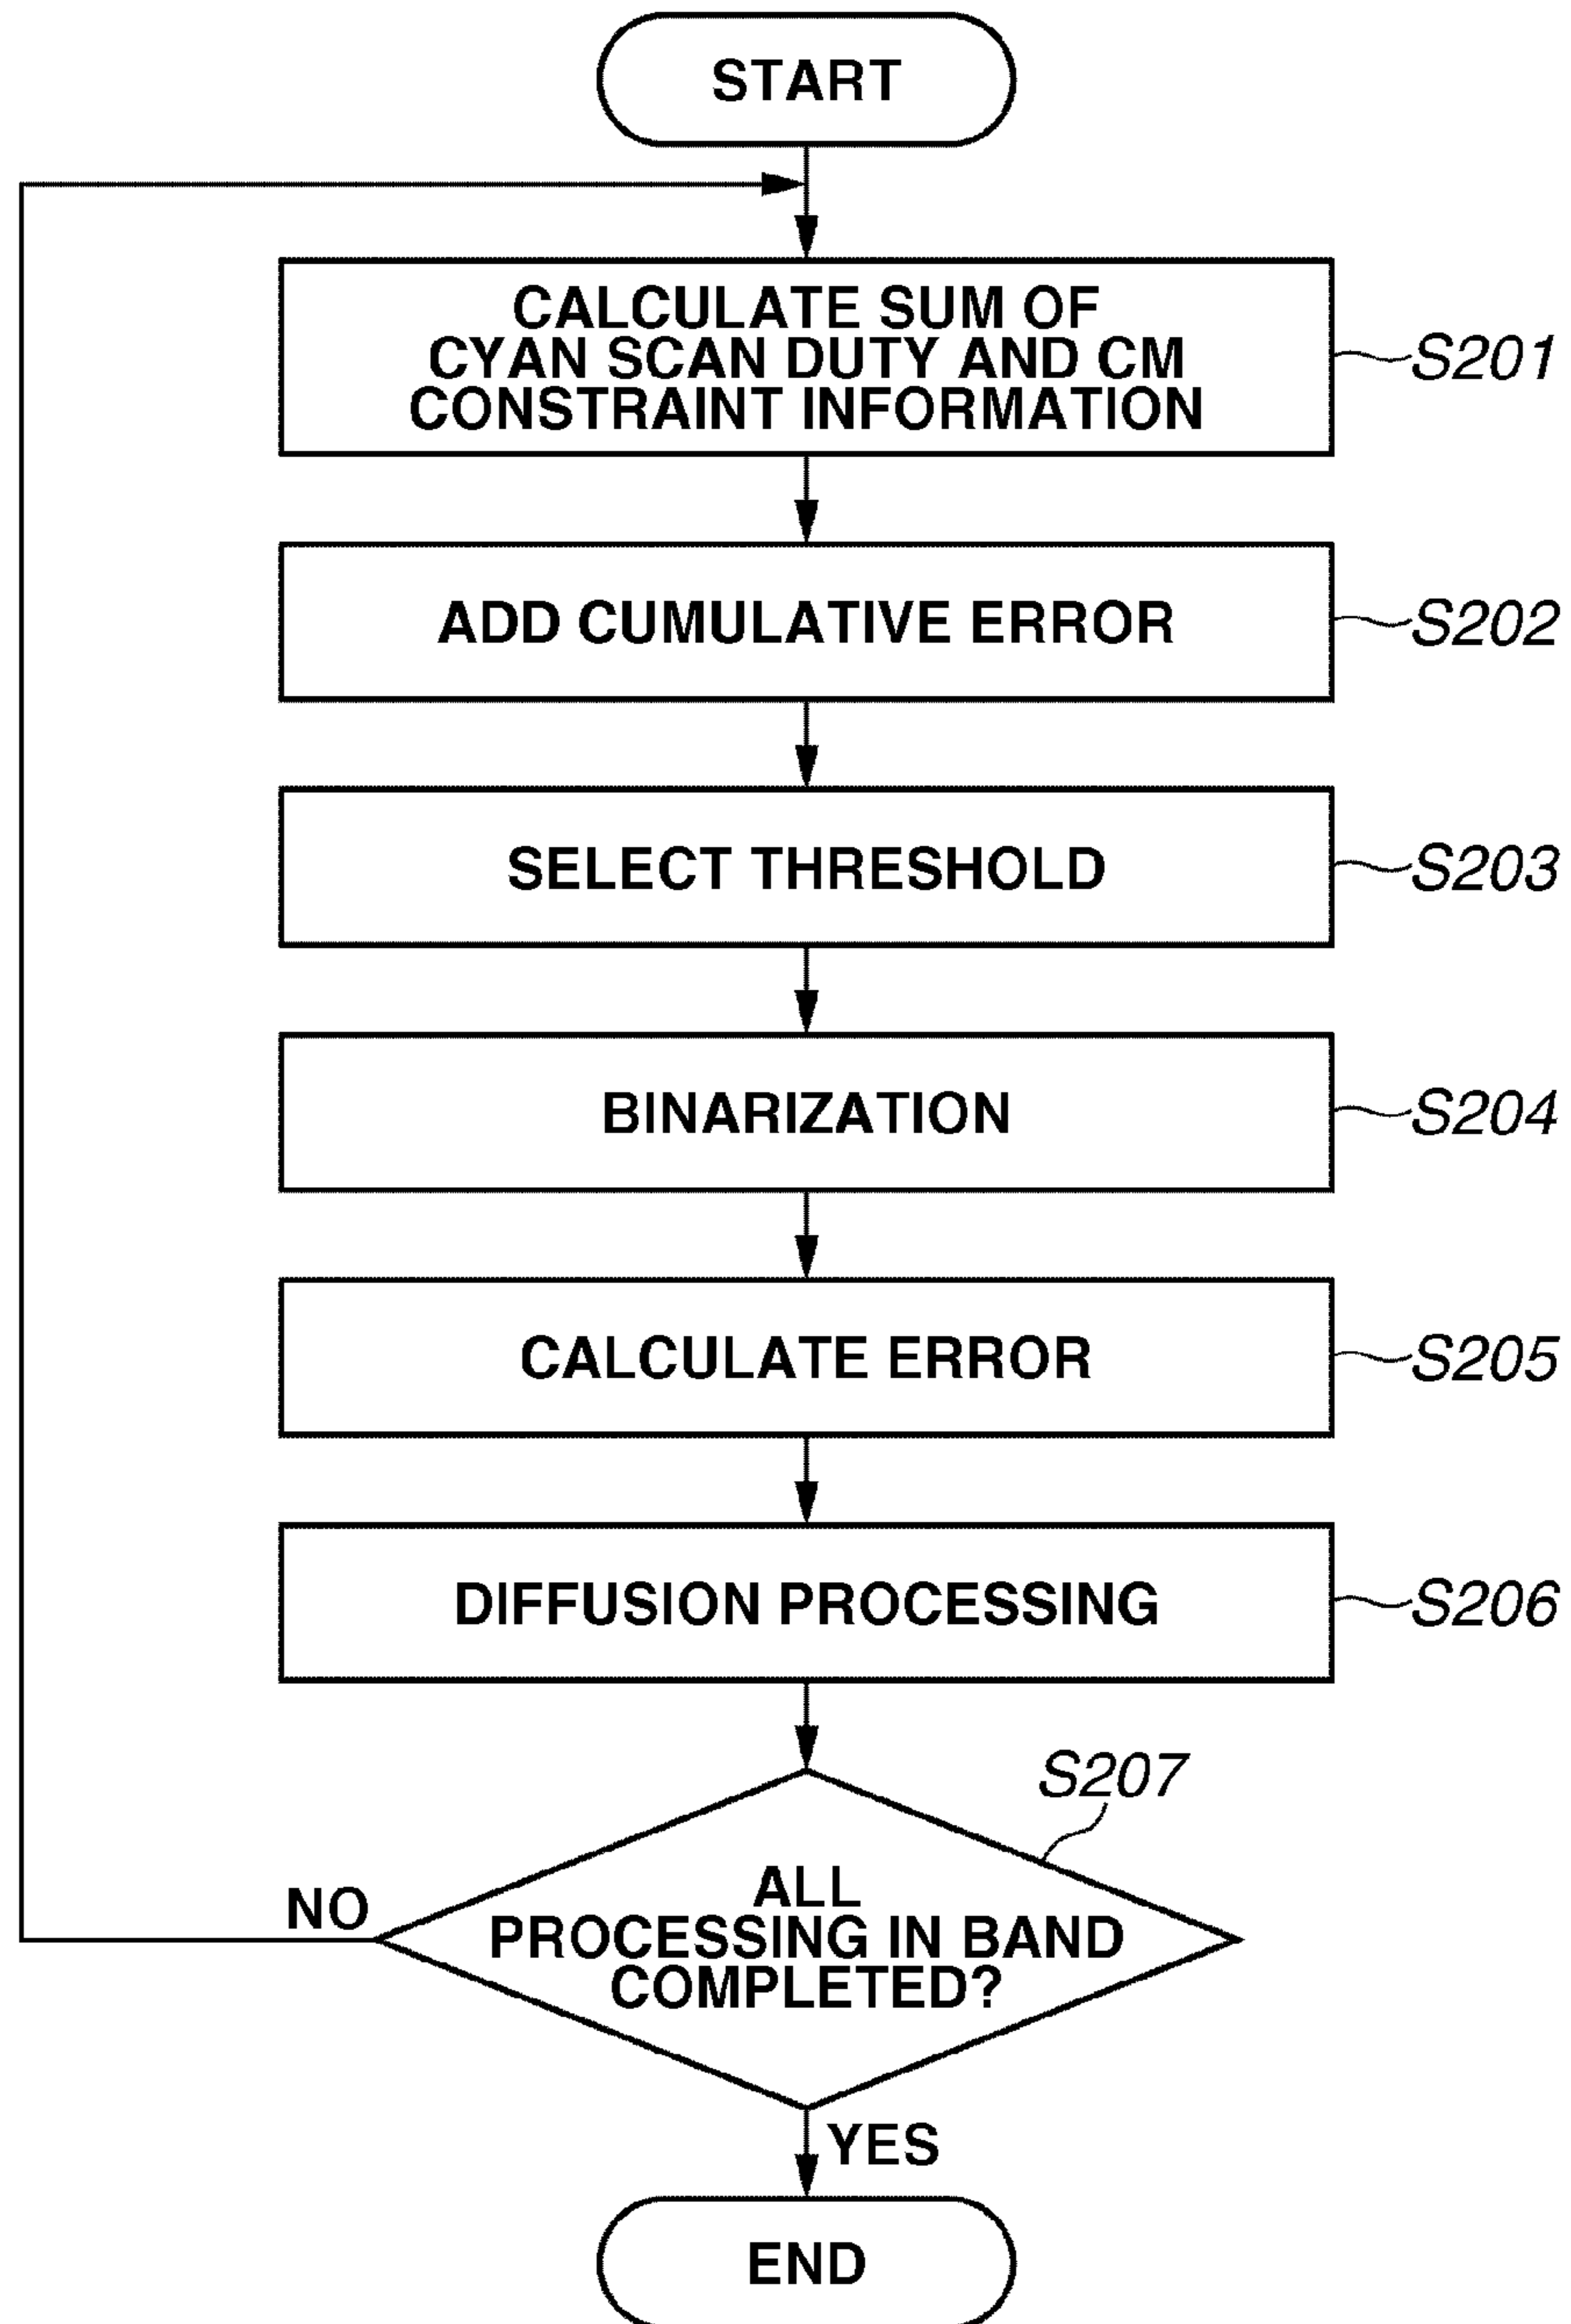 START
CALCULATE SUM OF
CYAN SCAN DUTY AND CM
CONSTRAINT INFORMATION
S201
ADD CUMULATIVE ERROR
S202
SELECT THRESHOLD
S203
BINARIZATION
S204
CALCULATE ERROR
S205
DIFFUSION PROCESSING
S206
S207
ALL
PROCESSING IN BAND
COMPLETED?
NO
YES
END